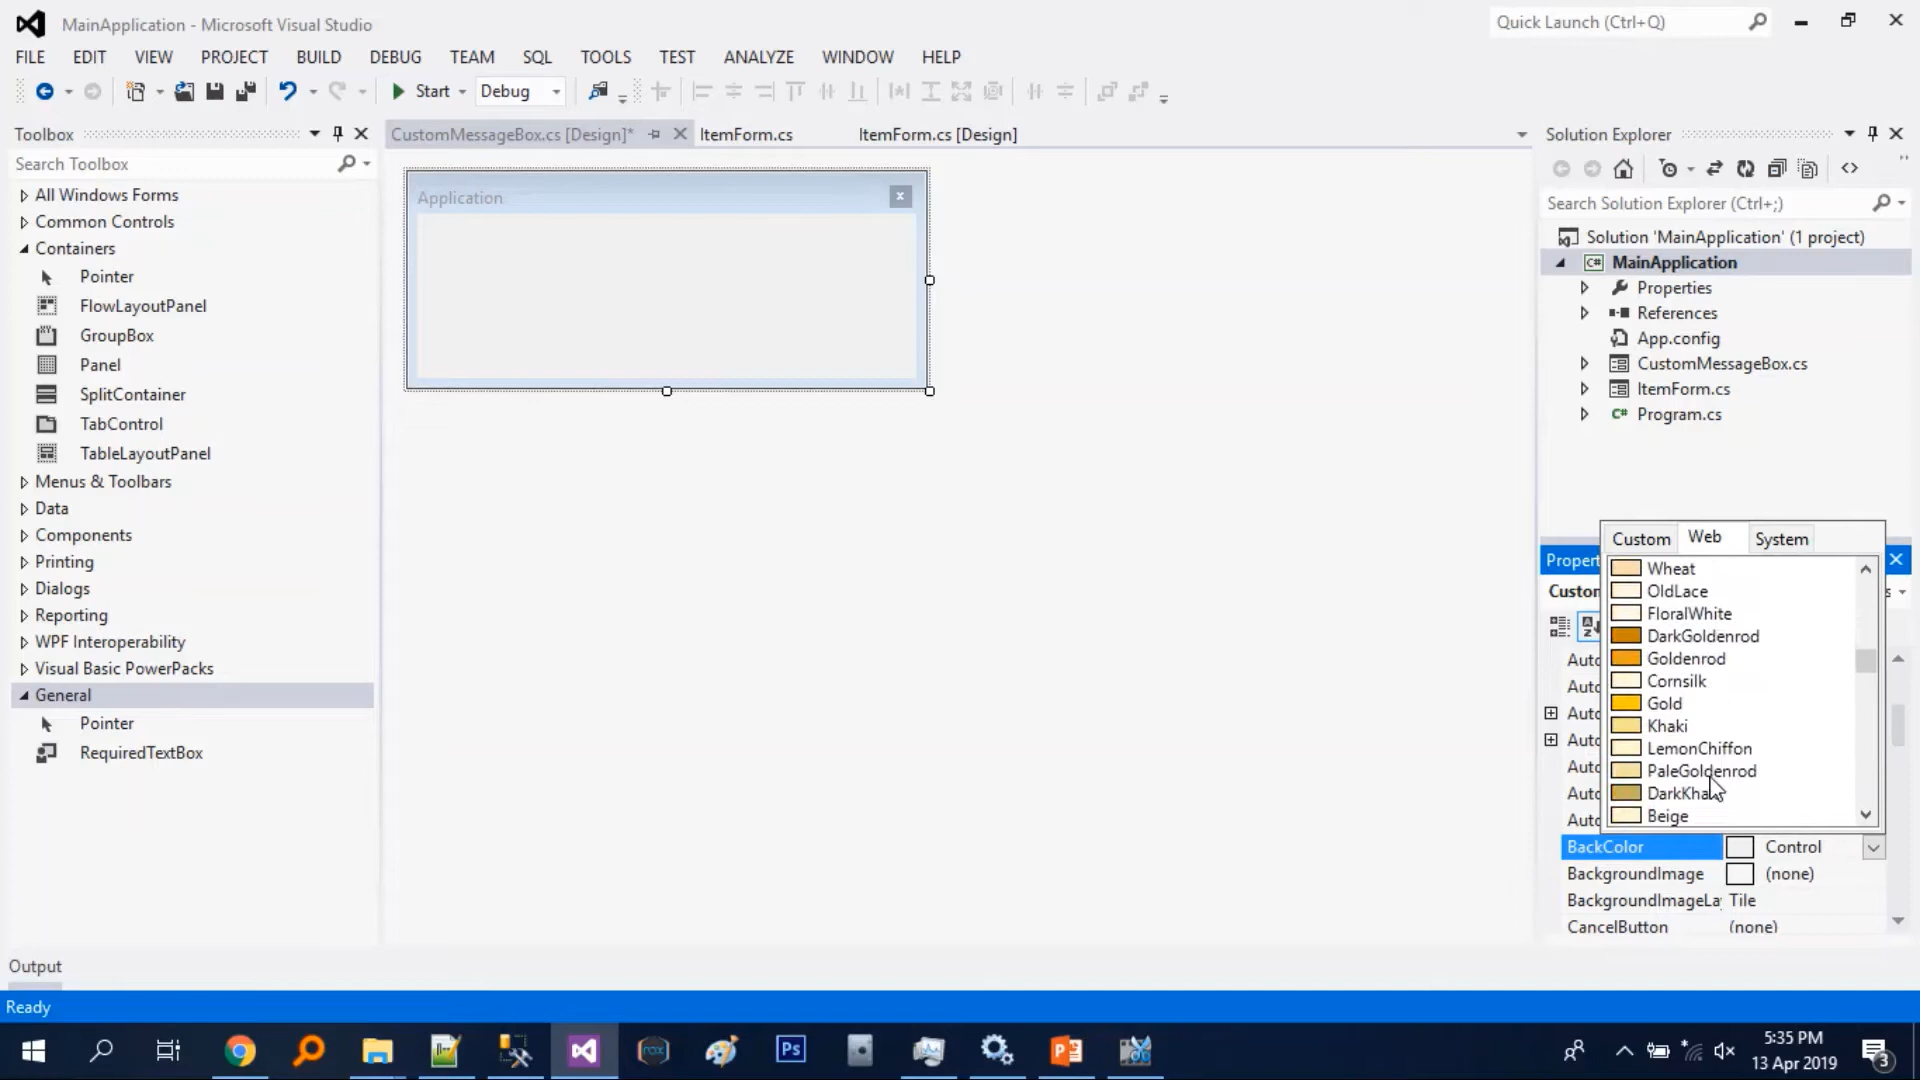 MainApplication - Microsoft Visual Studio
Quick Launch (Ctrl+Q)
FILE EDIT VIEW PROJECT BUILD DEBUG TEAM SQL TOOLS TEST ANALYZE WINDOW HELP
Start Debug
Toolbox
Search Toolbox
All Windows Forms
Common Controls
Containers
Pointer
FlowLayoutPanel
GroupBox
Panel
SplitContainer
TabControl
TableLayoutPanel
Menus & Toolbars
Data
Components
Printing
Dialogs
Reporting
WPF Interoperability
Visual Basic PowerPacks
General
Pointer
RequiredTextBox
CustomMessageBox.cs [Design]* ItemForm.cs ItemForm.cs [Design]
Application
Solution Explorer
Search Solution Explorer (Ctrl+;)
Solution 'MainApplication' (1 project)
C# MainApplication
Properties
References
App.config
CustomMessageBox.cs
ItemForm.cs
C# Program.cs
Custom Web System
Wheat
OldLace
FloralWhite
DarkGoldenrod
Goldenrod
Cornsilk
Gold
Khaki
LemonChiffon
PaleGoldenrod
Beige
BackColor Control
BackgroundImage (none)
BackgroundImageLa Tile
CancelButton (none)
Output
Ready
Ps
5:35 PM
13 Apr 2019
3